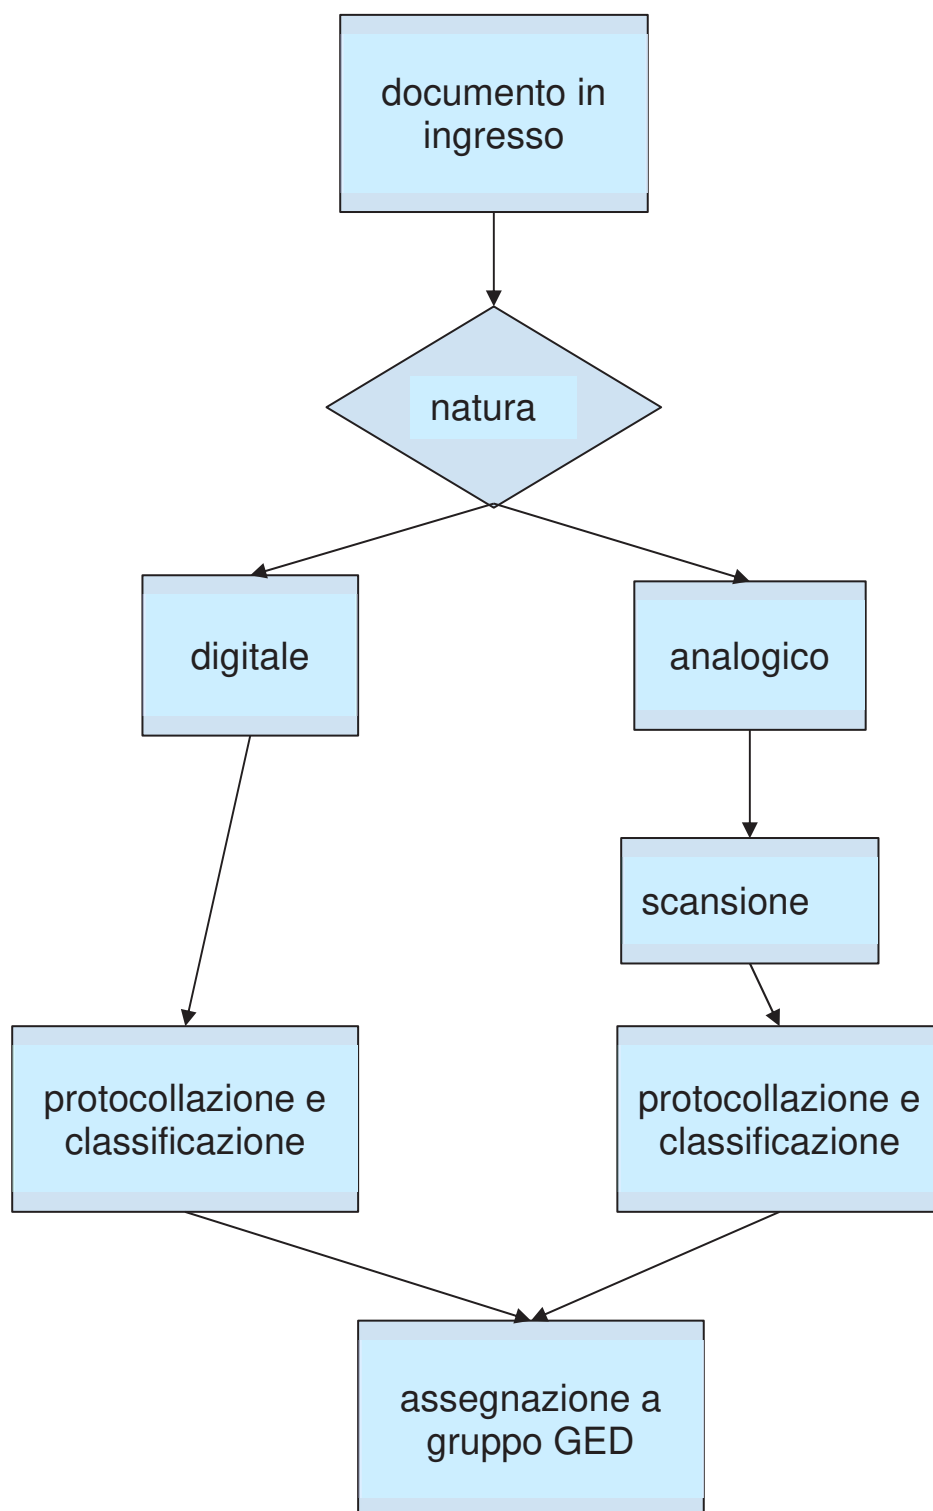 documento in
ingresso
natura
digitale
analogico
scansione
protocollazione e
classificazione
protocollazione e
classificazione
assegnazione a
gruppo GED